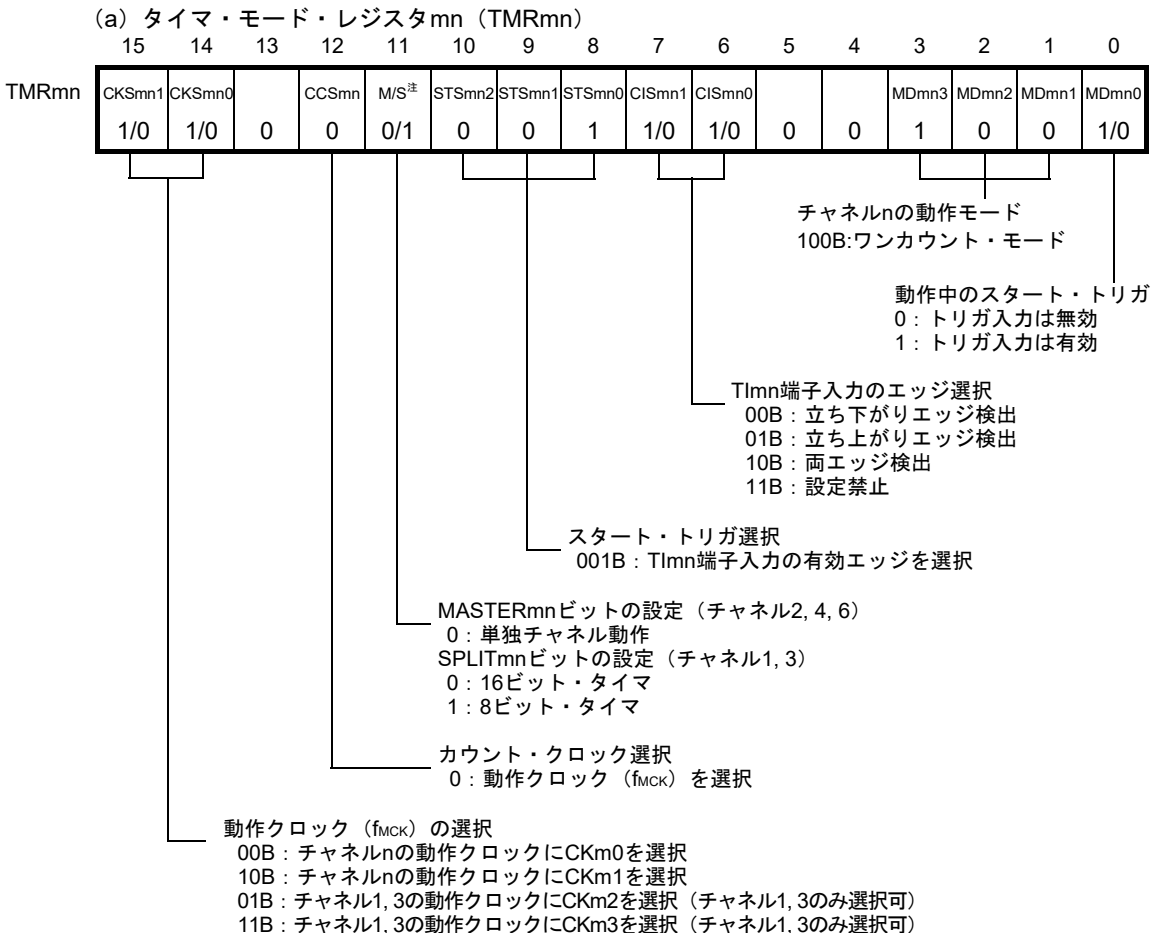 (a) タイマ・モード・レジスタmn（TMRmn）
15 14 13 12 11 10 9 8 7 6 5 4 3 2 1 0
TMRmn CKSmn1 CKSmn0 CCSmn M/S注 STSmn2 STSmn1 STSmn0 CISmn1 CISmn0 MDmn3 MDmn2 MDmn1 MDmn0
1/0 1/0 0 0 0/1 0 0 1 1/0 1/0 0 0 1 0 0 1/0
チャネルnの動作モード
100B:ワンカウント・モード
動作中のスタート・トリガ
0：トリガ入力は無効
1：トリガ入力は有効
TImn端子入力のエッジ選択
00B：立ち下がりエッジ検出
01B：立ち上がりエッジ検出
10B：両エッジ検出
11B：設定禁止
スタート・トリガ選択
001B：TImn端子入力の有効エッジを選択
MASTERmnビットの設定（チャネル2, 4, 6）
0：単独チャネル動作
SPLITmnビットの設定（チャネル1, 3）
0：16ビット・タイマ
1：8ビット・タイマ
カウント・クロック選択
0：動作クロック（fMCK）を選択
動作クロック（fMCK）の選択
00B：チャネルnの動作クロックにCKm0を選択
10B：チャネルnの動作クロックにCKm1を選択
01B：チャネル1, 3の動作クロックにCKm2を選択（チャネル1, 3のみ選択可）
11B：チャネル1, 3の動作クロックにCKm3を選択（チャネル1, 3のみ選択可）